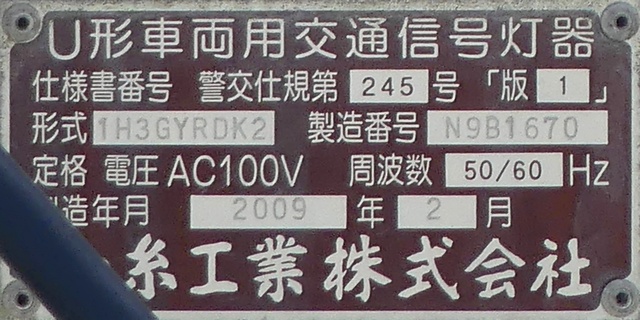 U形車両用交通信号灯器
仕様書番号 警交仕規第 245 号 「版 1 」
形式 1H3GYRDK2 製造番号 N9B1670
定格 電圧 AC100V 周波数 50/60 Hz
製造年月 2009 年 2 月
糸工業株式会社